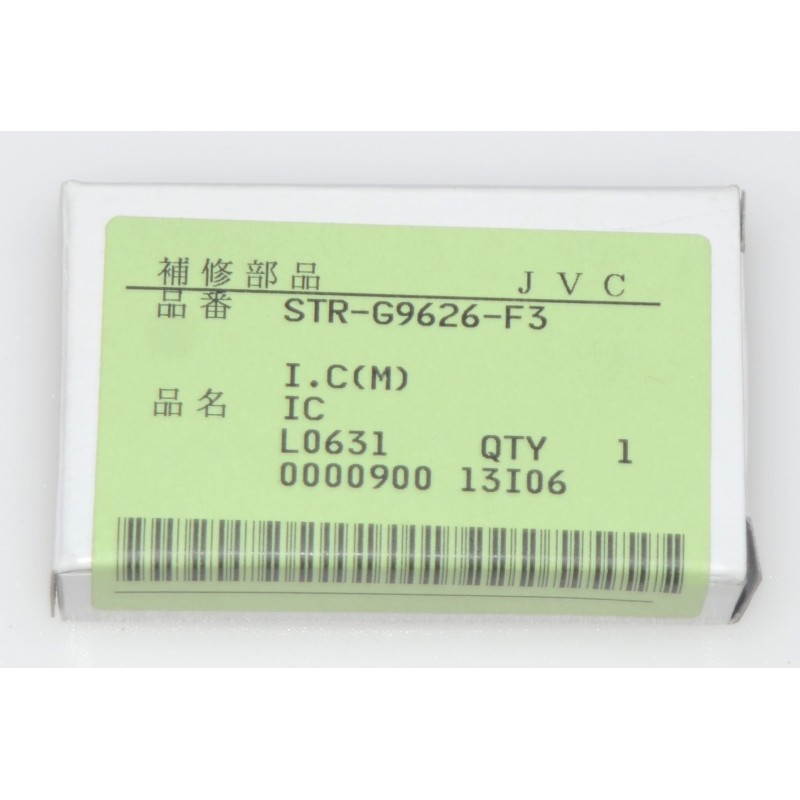 補修部品 JVC
品番 STR-G9626-F3
I.C(M)
品名 IC
L0631 QTY 1
0000900 13I06